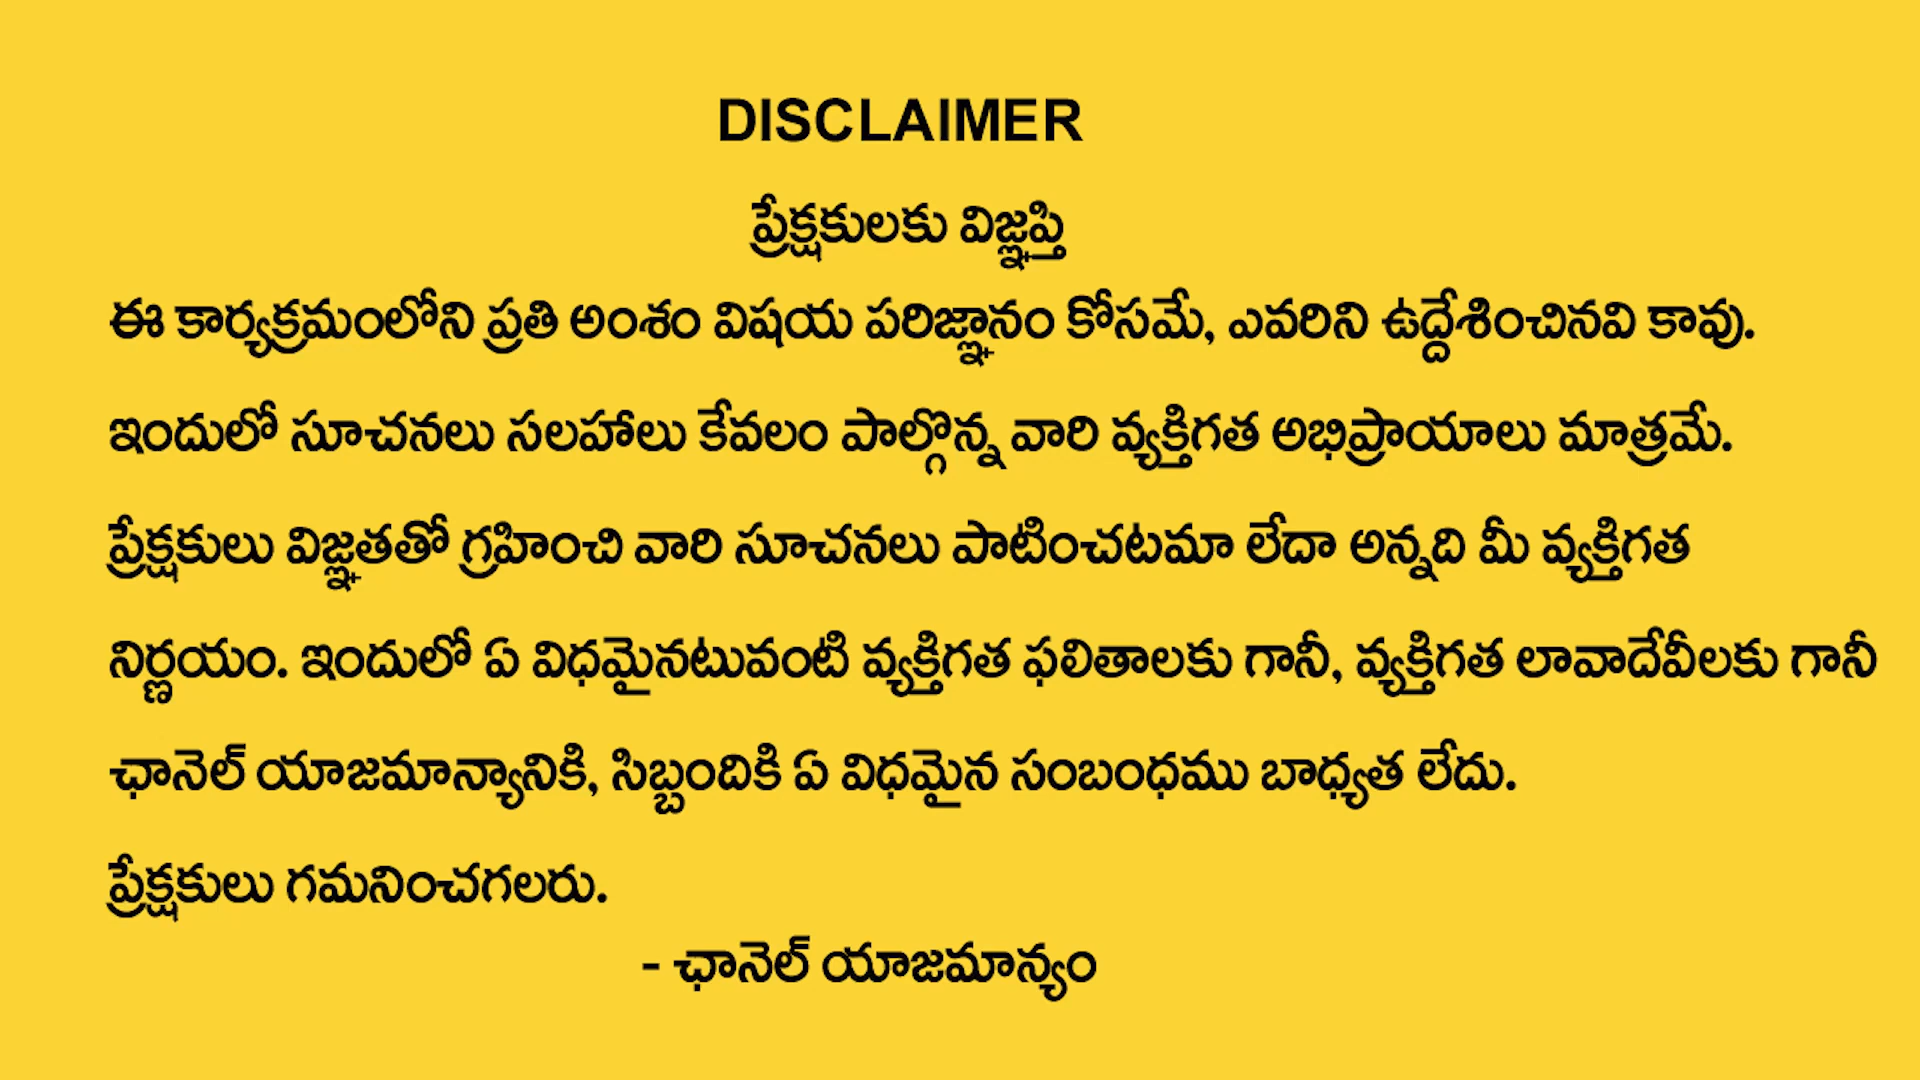 DISCLAIMER
ప్రేక్షకులకు విజ్ఞప్తి
ఈ కార్యక్రమంలోని ప్రతి అంశం విషయ పరిజ్ఞానం కోసమే, ఎవరిని ఉద్దేశించినవి కావు.
ఇందులో సూచనలు సలహాలు కేవలం పాల్గొన్న వారి వ్యక్తిగత అభిప్రాయాలు మాత్రమే.
ప్రేక్షకులు విజ్ఞతతో గ్రహించి వారి సూచనలు పాటించటమా లేదా అన్నది మీ వ్యక్తిగత
నిర్ణయం. ఇందులో ఏ విధమైనటువంటి వ్యక్తిగత ఫలితాలకు గానీ, వ్యక్తిగత లావాదేవీలకు గానీ
ఛానెల్ యాజమాన్యానికి, సిబ్బందికి ఏ విధమైన సంబంధము బాధ్యత లేదు.
ప్రేక్షకులు గమనించగలరు.
- ఛానెల్ యాజమాన్యం